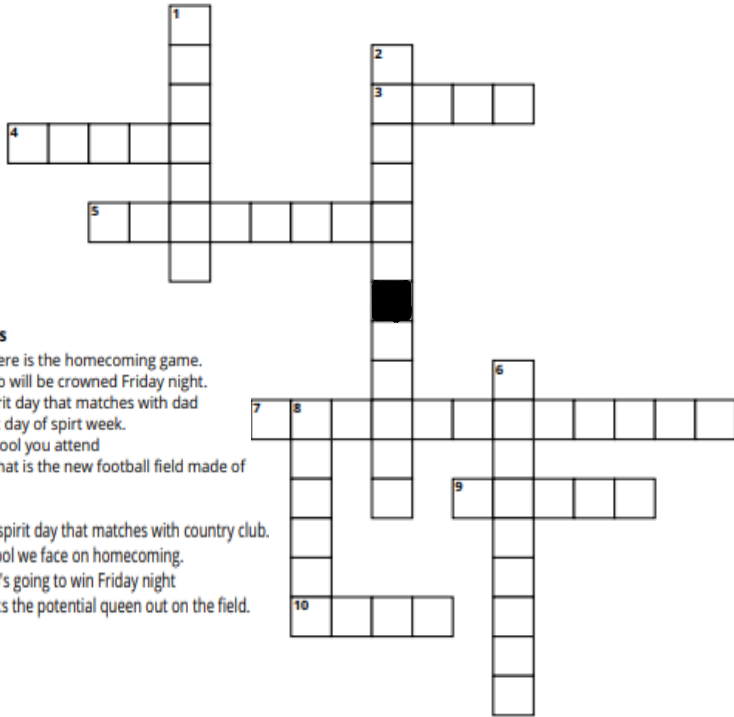 1
2
3
4
5
s
ere is the homecoming game.
6
o will be crowned Friday night.
rit day that matches with dad
7 8
day of spirt week.
ool you attend
hat is the new football field made of
9
spirit day that matches with country club.
ool we face on homecoming.
's going to win Friday night
s the potential queen out on the field.
10